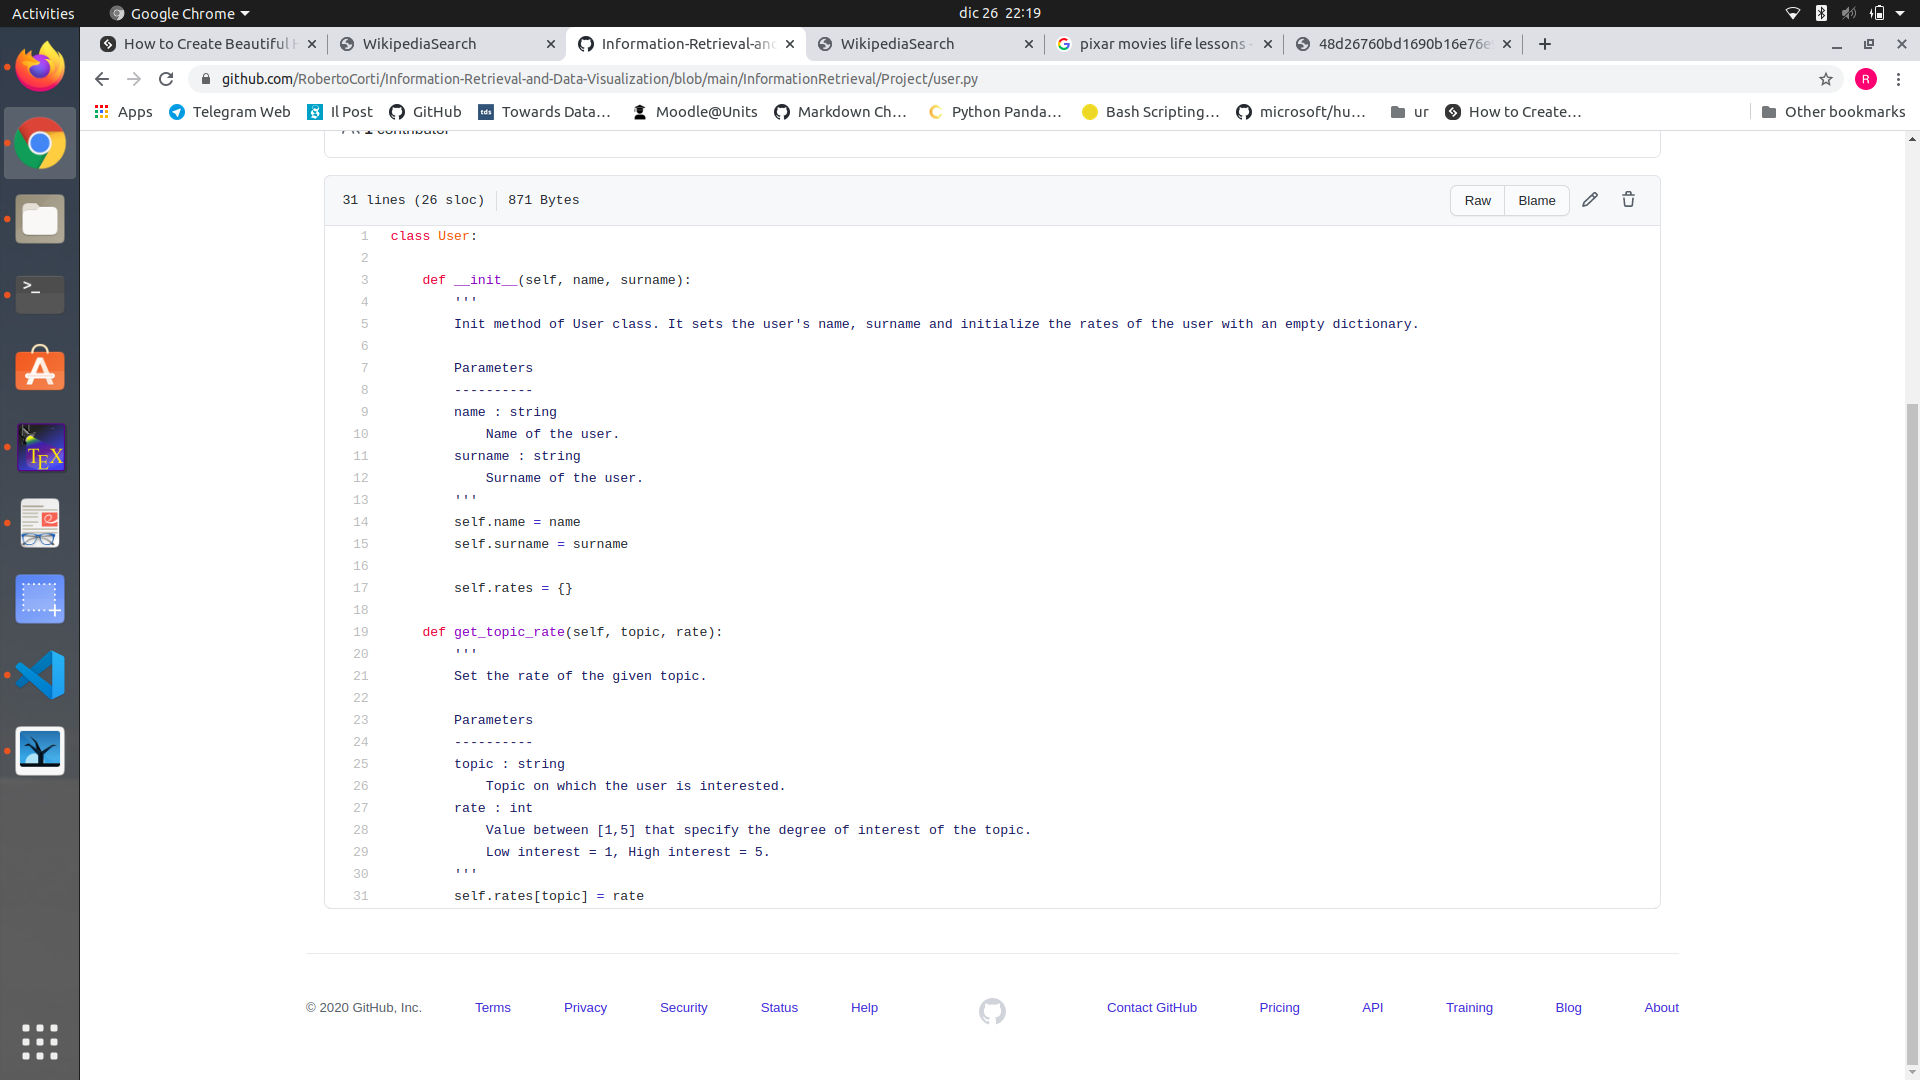 Activities
Google Chrome
dic 26 22:19
How to Create Beautiful
WikipediaSearch
Information-Retrieval-and
WikipediaSearch
pixar movies life lessons -
48d26760bd1690b16e76e
github.com/RobertoCorti/Information-Retrieval-and-Data-Visualization/blob/main/InformationRetrieval/Project/user.py
R
Apps
Telegram Web
Il Post
GitHub
tds
Towards Data…
Moodle@Units
Markdown Ch…
Python Panda…
Bash Scripting…
microsoft/hu…
ur
How to Create…
Other bookmarks
1 contributor
31 lines (26 sloc)
871 Bytes
Raw
Blame
1 class User:
2
3     def __init__(self, name, surname):
4         '''
5         Init method of User class. It sets the user's name, surname and initialize the rates of the user with an empty dictionary.
6
7         Parameters
8         ----------
9         name : string
10             Name of the user.
11         surname : string
12             Surname of the user.
13         '''
14         self.name = name
15         self.surname = surname
16
17         self.rates = {}
18
19     def get_topic_rate(self, topic, rate):
20         '''
21         Set the rate of the given topic.
22
23         Parameters
24         ----------
25         topic : string
26             Topic on which the user is interested.
27         rate : int
28             Value between [1,5] that specify the degree of interest of the topic.
29             Low interest = 1, High interest = 5.
30         '''
31         self.rates[topic] = rate
TEX
© 2020 GitHub, Inc.
Terms
Privacy
Security
Status
Help
Contact GitHub
Pricing
API
Training
Blog
About